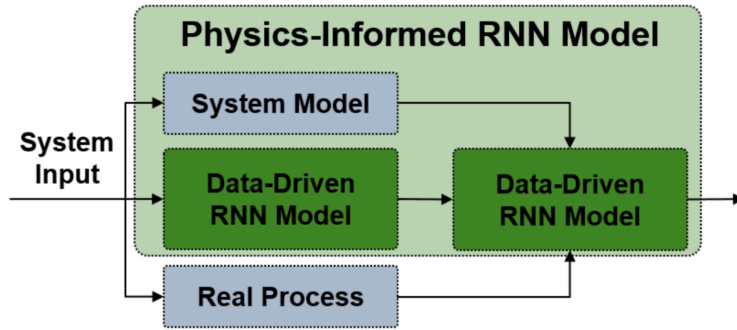 Physics-Informed RNN Model
System Model
System
Input
Data-Driven
RNN Model
Data-Driven
RNN Model
Real Process